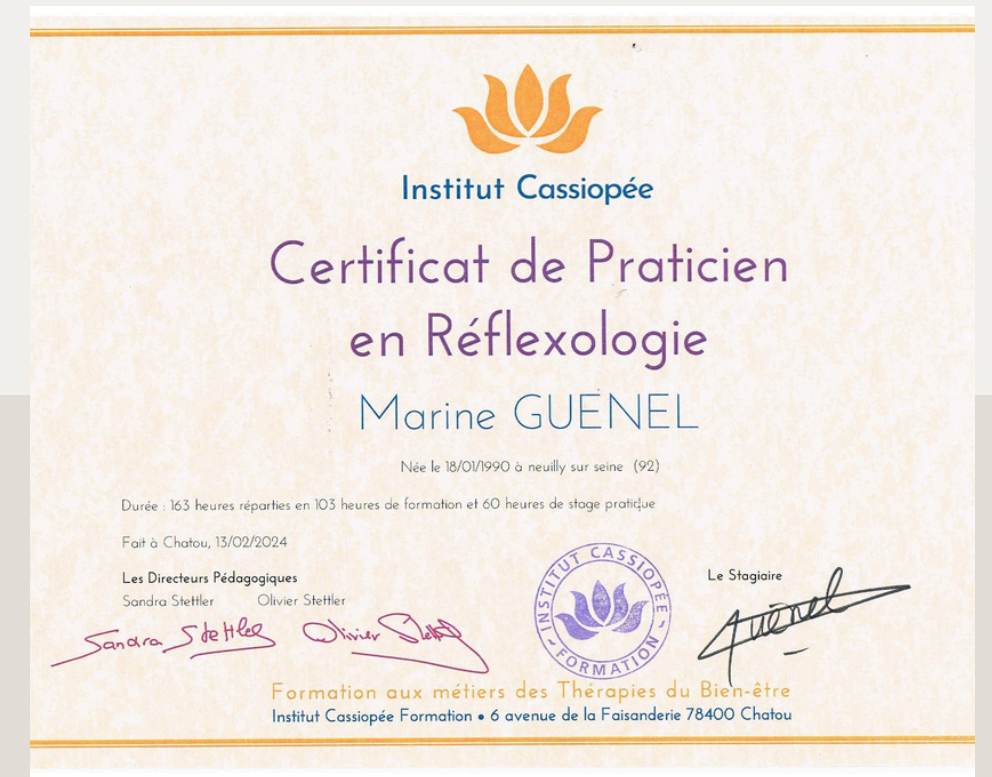 Institut Cassiopée
Certificat de Praticien
en Réflexologie
Marine GUENEL
Née le 18/01/1990 à neuilly sur seine (92)
Durée : 163 heures réparties en 103 heures de formation et 60 heures de stage pratique
Fait à Chatou, 13/02/2024
Les Directeurs Pédagogiques
Sandra Stettler Olivier Stettler
Sandra Stettler Olivier Stettler
INSTITUT CASSIOPÉE
FORMATION
Le Stagiaire
Guenel
Formation aux métiers des Thérapies du Bien-être
Institut Cassiopée Formation • 6 avenue de la Faisanderie 78400 Chatou